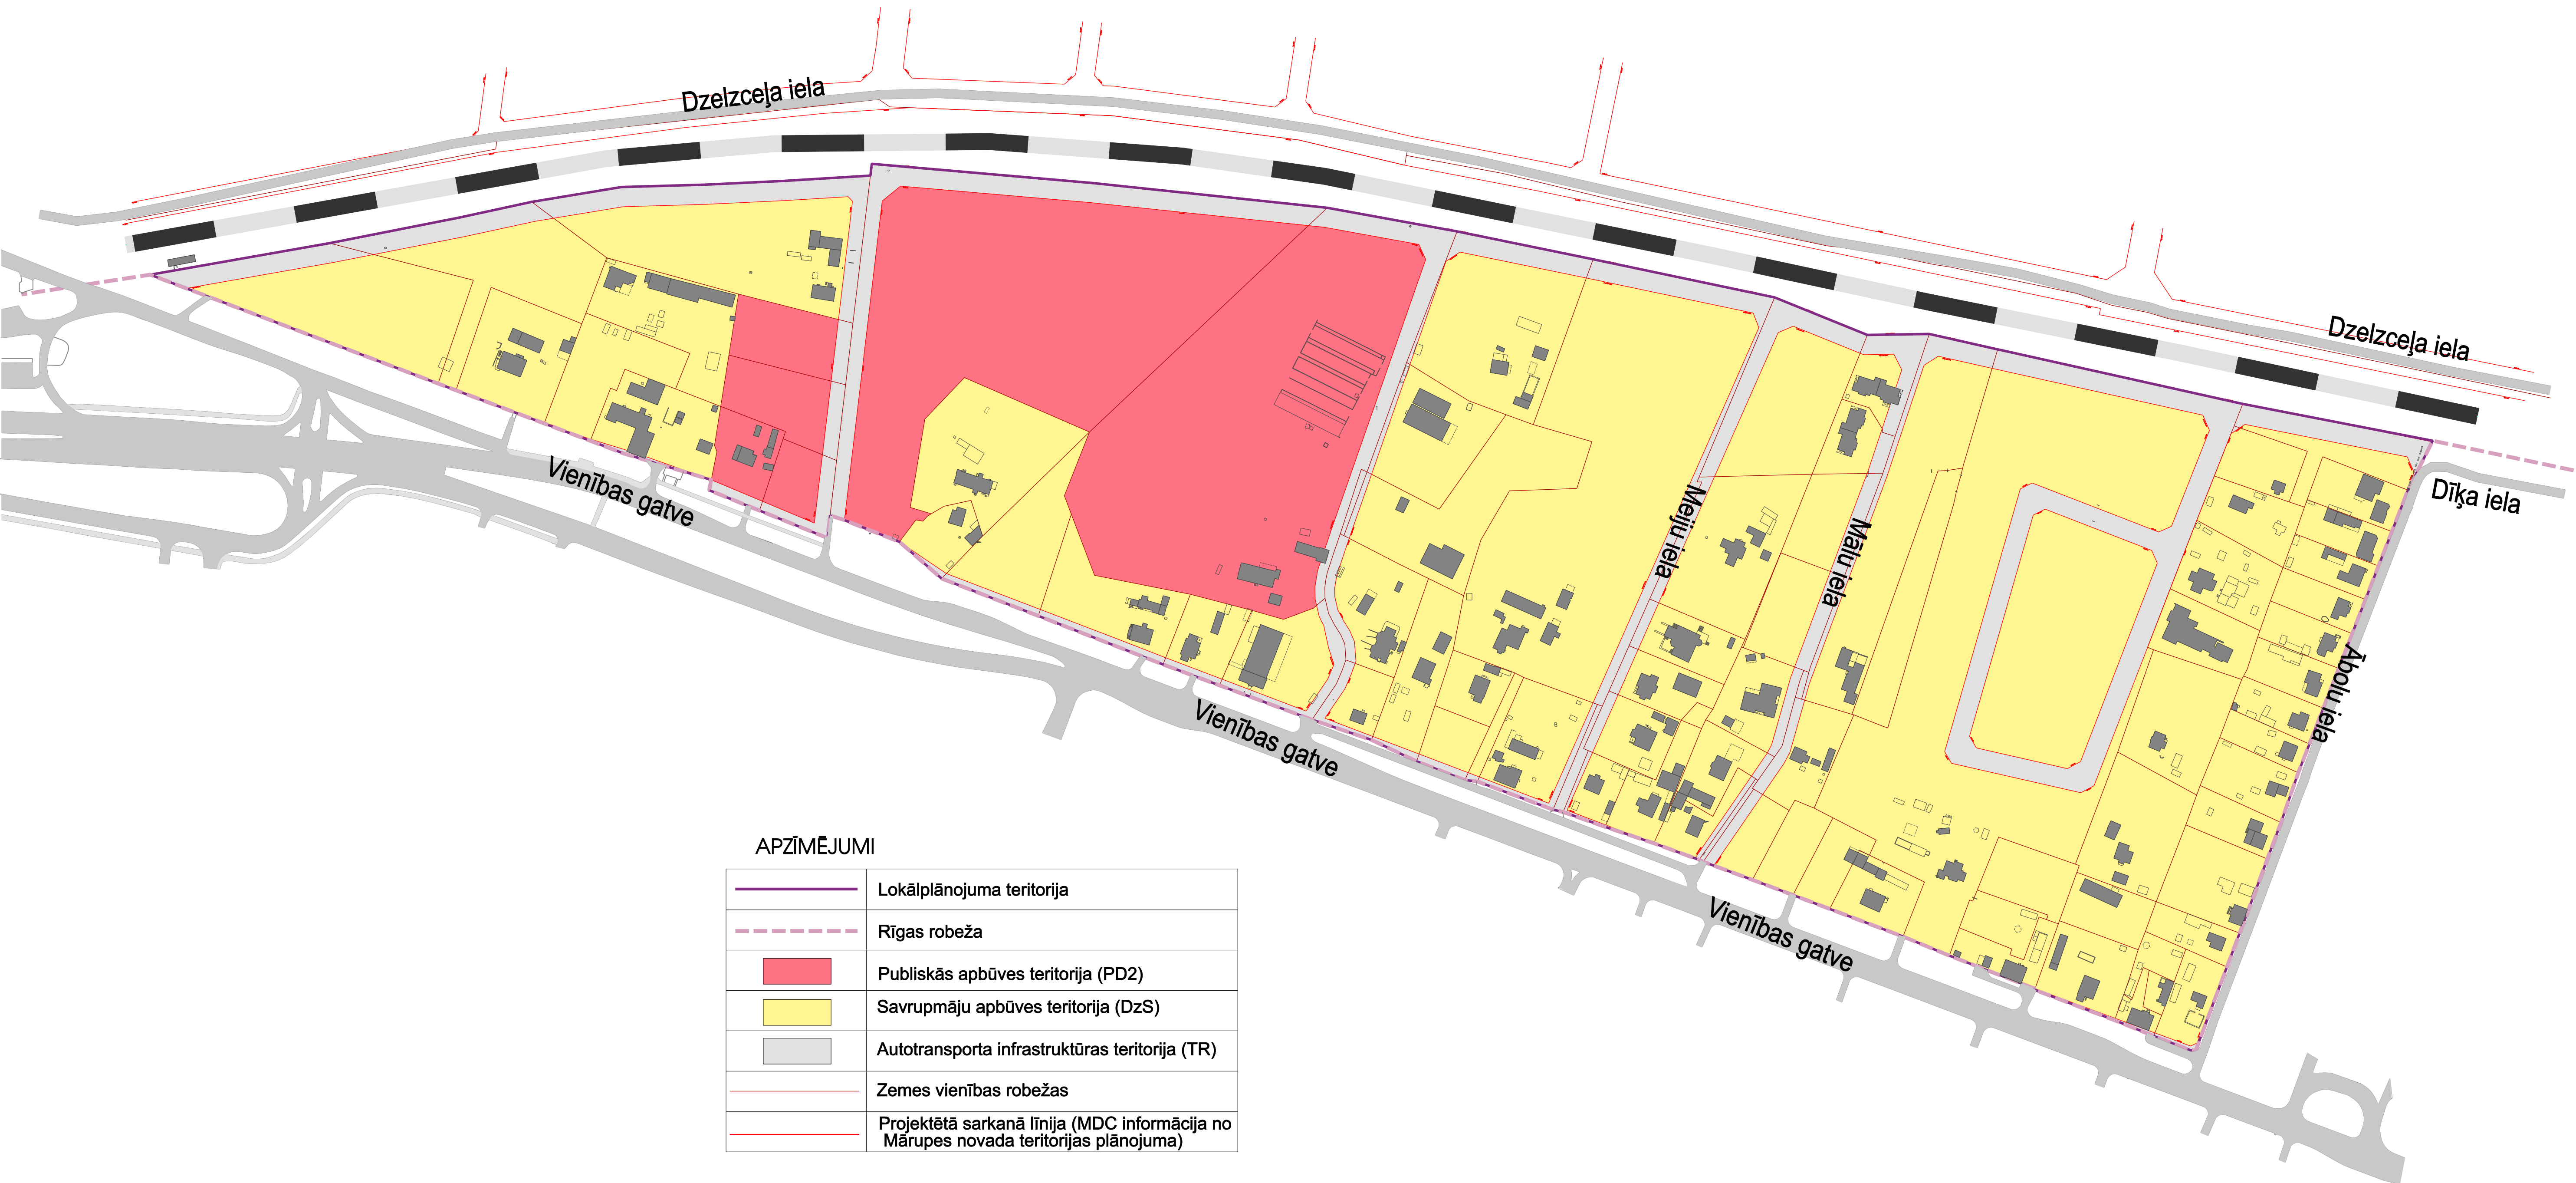 Dzelzceļa iela
Dzelzceļa iela
Dīķa iela
Vienības gatve
Meiju iela
Mālu iela
Ābolu iela
Vienības gatve
Vienības gatve
APZĪMĒJUMI
Lokālplānojuma teritorija
Rīgas robeža
Publiskās apbūves teritorija (PD2)
Savrupmāju apbūves teritorija (DzS)
Autotransporta infrastruktūras teritorija (TR)
Zemes vienības robežas
Projektētā sarkanā līnija (MDC informācija no
Mārupes novada teritorijas plānojuma)